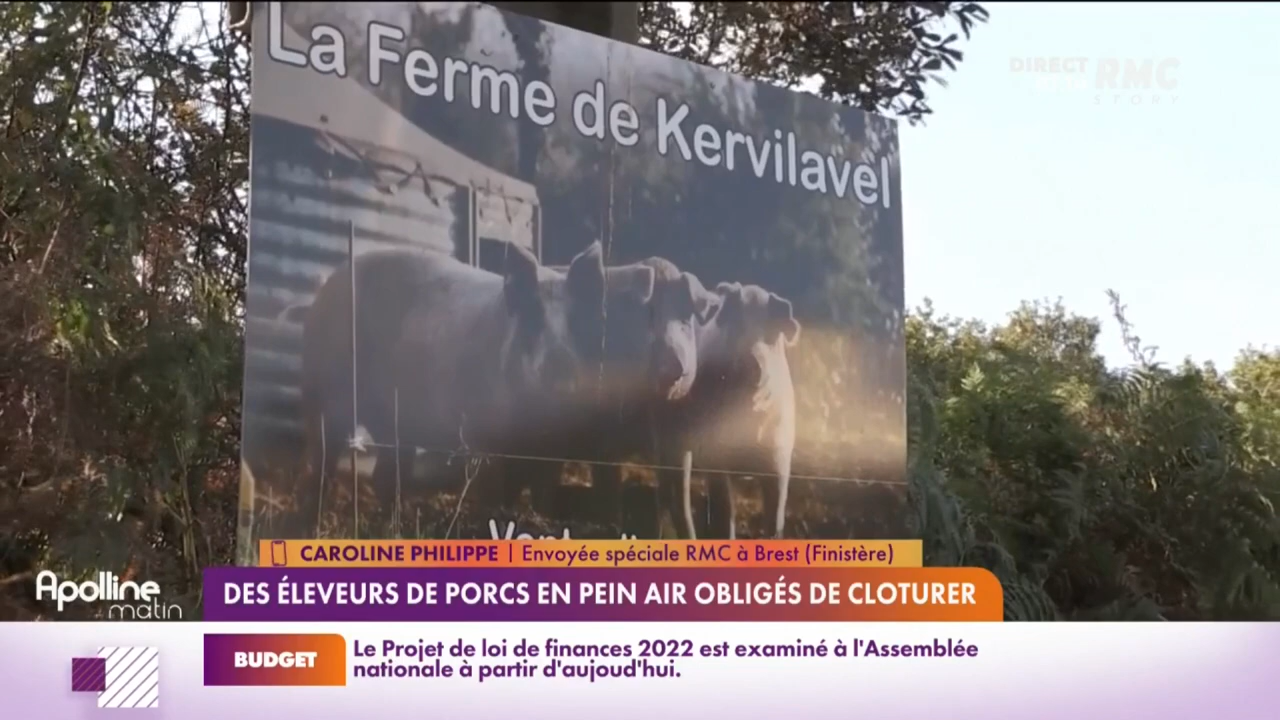 La Ferme de Kervilavel
DIRECT RMC
STORY
CAROLINE PHILIPPE | Envoyée spéciale RMC à Brest (Finistère)
Apolline
matin
DES ÉLEVEURS DE PORCS EN PEIN AIR OBLIGÉS DE CLOTURER
BUDGET
Le Projet de loi de finances 2022 est examiné à l'Assemblée
nationale à partir d'aujourd'hui.